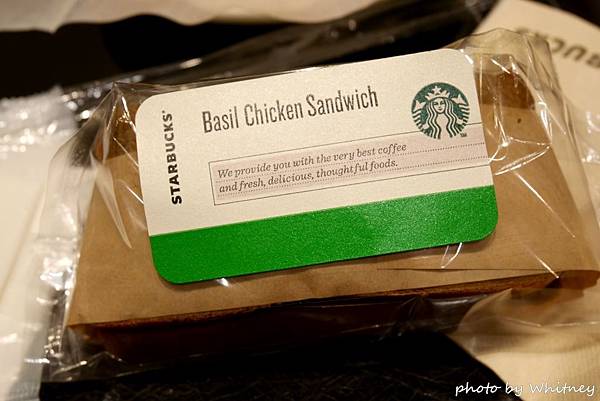 STARBUCKS
Basil Chicken Sandwich
STARBUCKS'
We provide you with the very best coffee
and fresh, delicious, thoughtful foods.
photo by Whitney